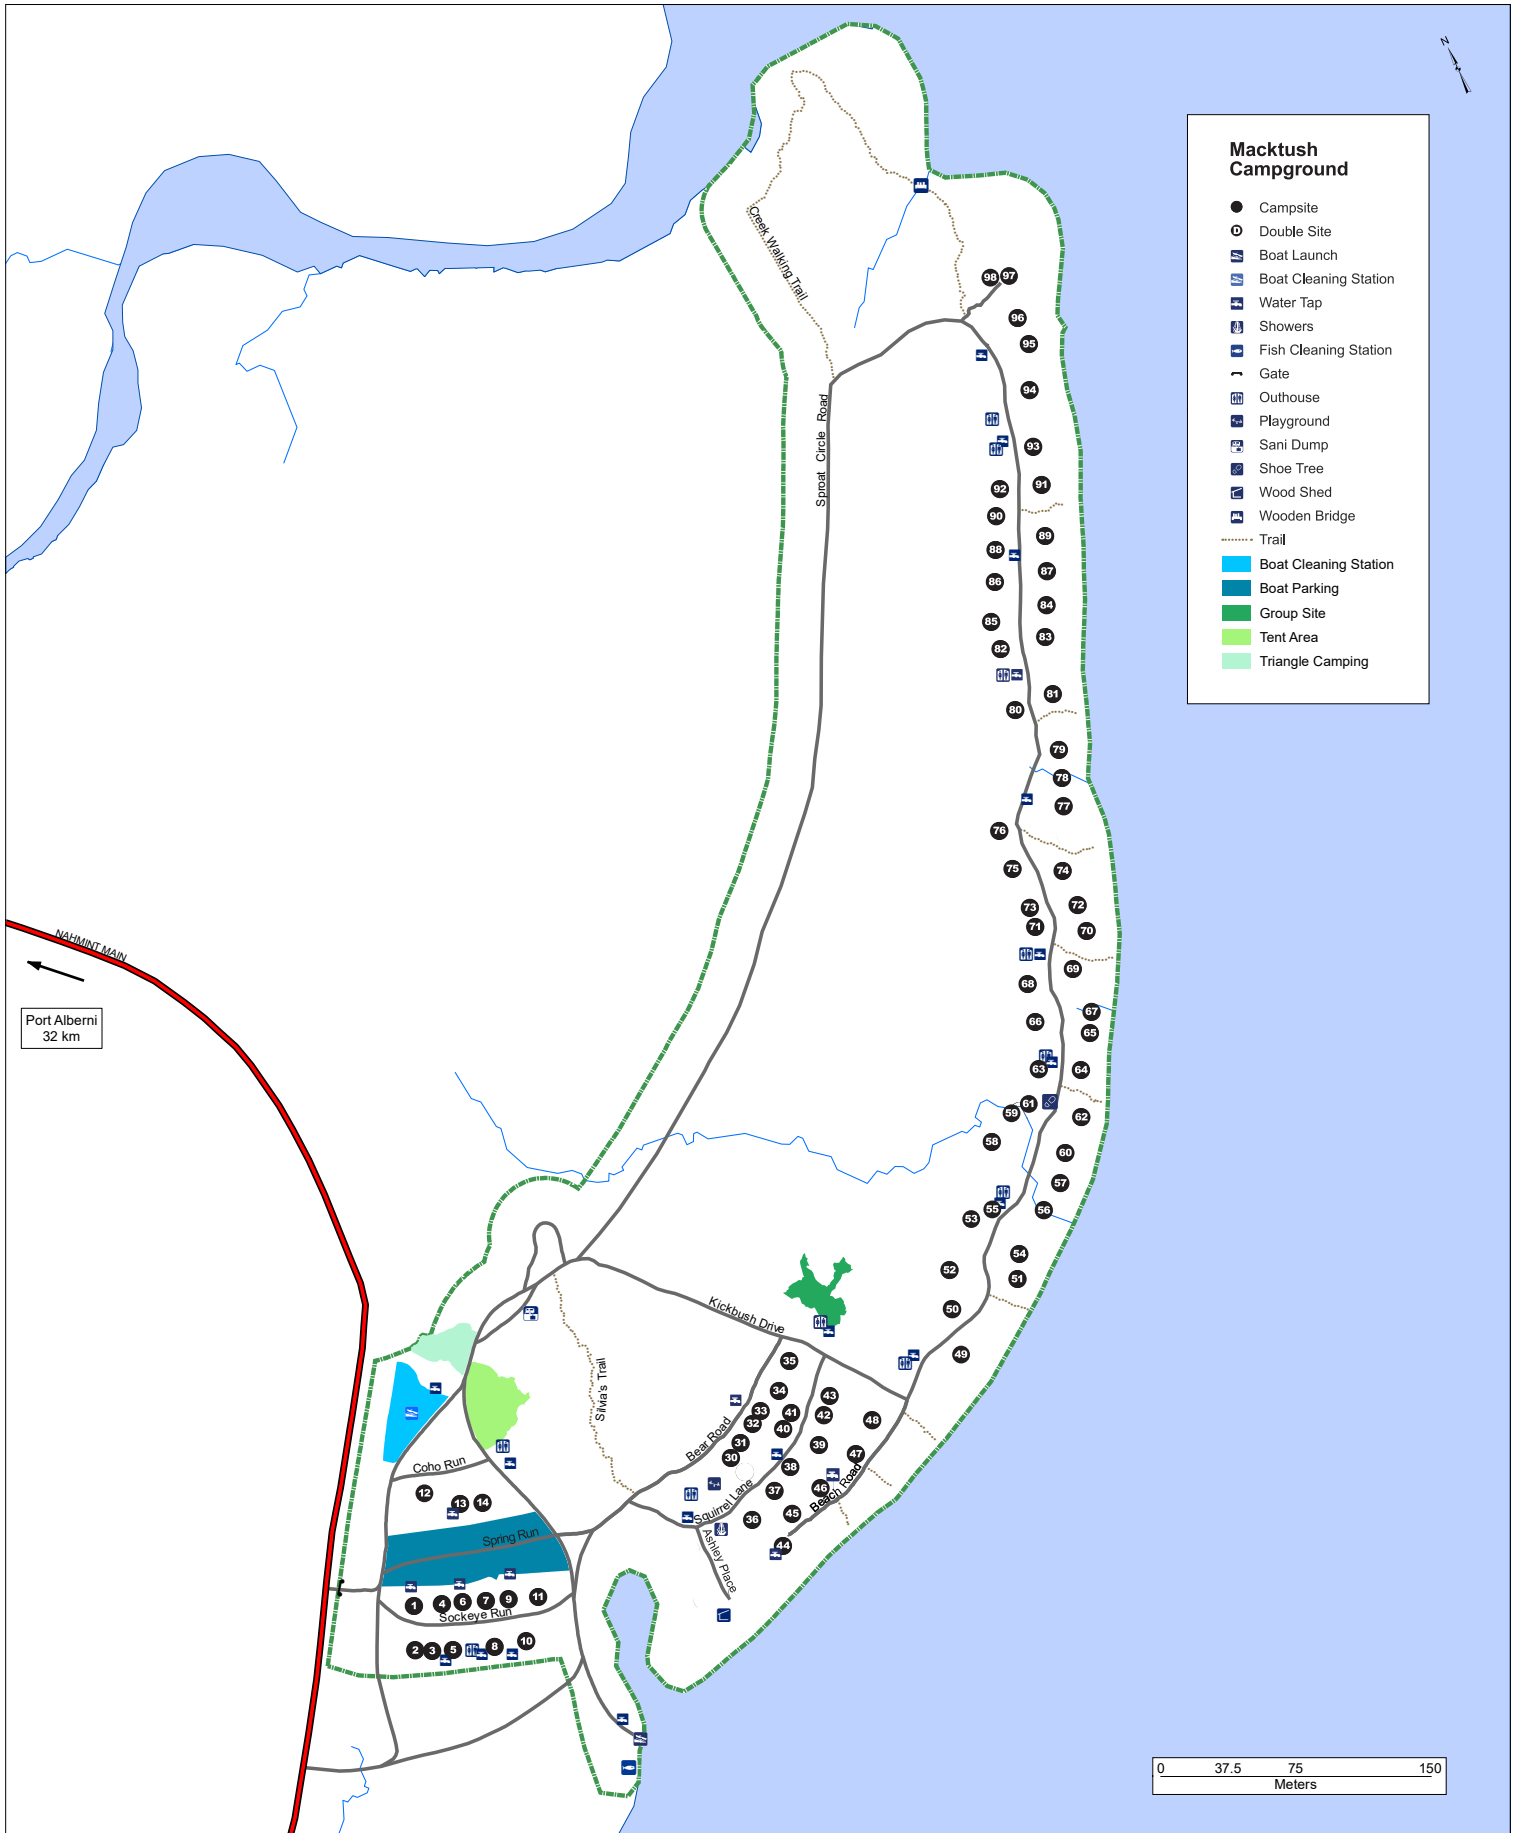 N
Macktush
Campground
Campsite
D Double Site
Boat Launch
Boat Cleaning Station
Water Tap
Showers
Fish Cleaning Station
Gate
Outhouse
Playground
Sani Dump
Shoe Tree
Wood Shed
Wooden Bridge
Trail
Boat Cleaning Station
Boat Parking
Group Site
Tent Area
Triangle Camping
Creek Walking Trail
98 97
96
95
94
Sproat Circle Road
93
92 91
90
89
88
87
86
84
85
83
82
81
80
79
78
77
76
75 74
73 72
71 70
NAHMINT MAIN
69
68
Port Alberni
32 km
67
66
65
63 64
61
59 62
58
60
57
55 56
53
54
52
51
50
Kickbush Drive
49
35
Silvia's Trail
34
43
33 41 42
32 40 48
Bear Road
31 39
30 47
38
Coho Run
12
13 14
37 46
Squirrel Lane
Beach Road
36 45
Spring Run
44
Ashley Place
1 4 6 7 9 11
Sockeye Run
2 3 5 8 10
0 37.5 75 150
Meters